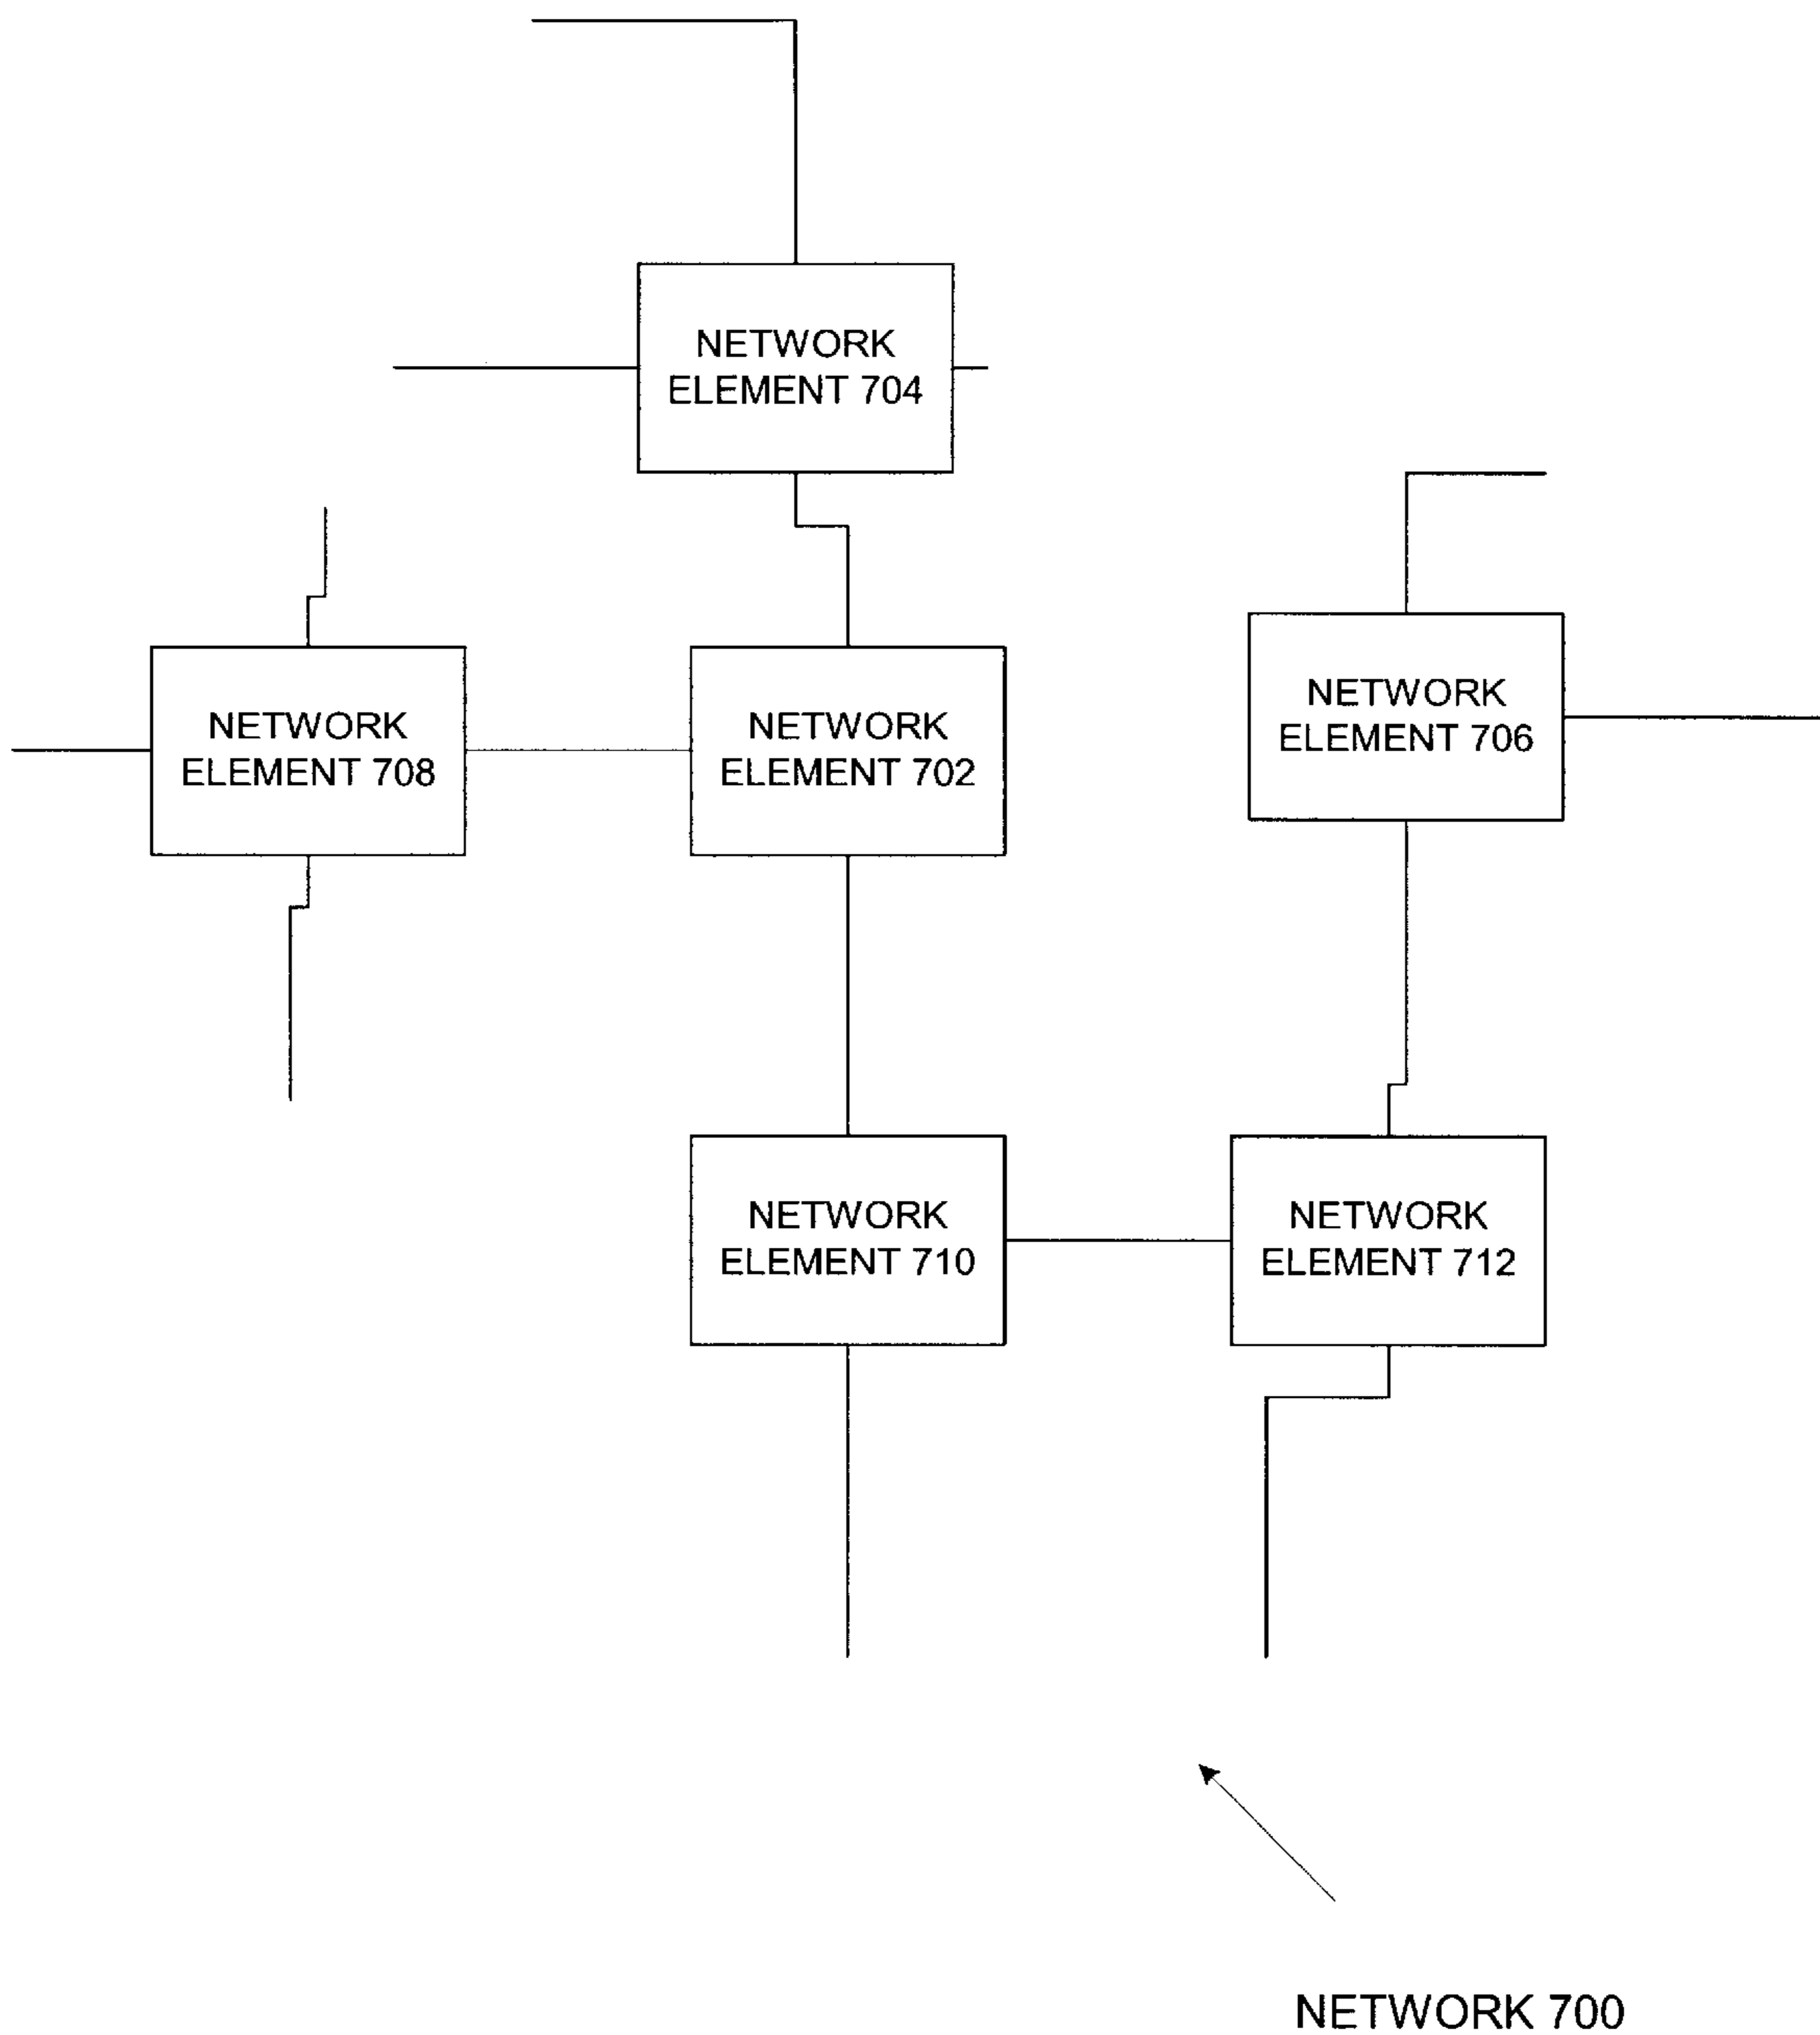 NETWORK
ELEMENT 704
NETWORK
ELEMENT 706
NETWORK
ELEMENT 708
NETWORK
ELEMENT 702
NETWORK
ELEMENT 710
NETWORK
ELEMENT 712
NETWORK 700